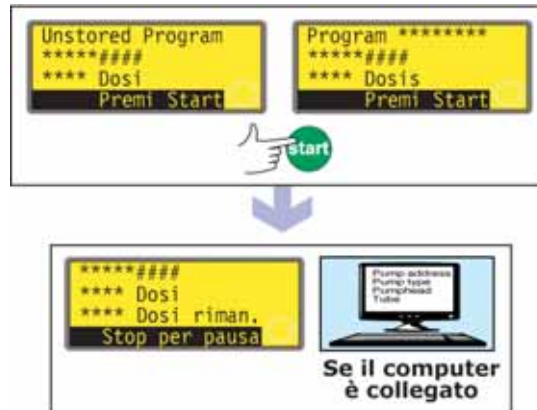 Unstored Program
*****####
**** Dosi
Premi Start
Program ********
*****####
**** Dosis
Premi Start
start
*****####
**** Dosi
**** Dosi riman.
Stop per pausa
Pump address
Pump type
Pumphead
Tube
Se il computer
è collegato